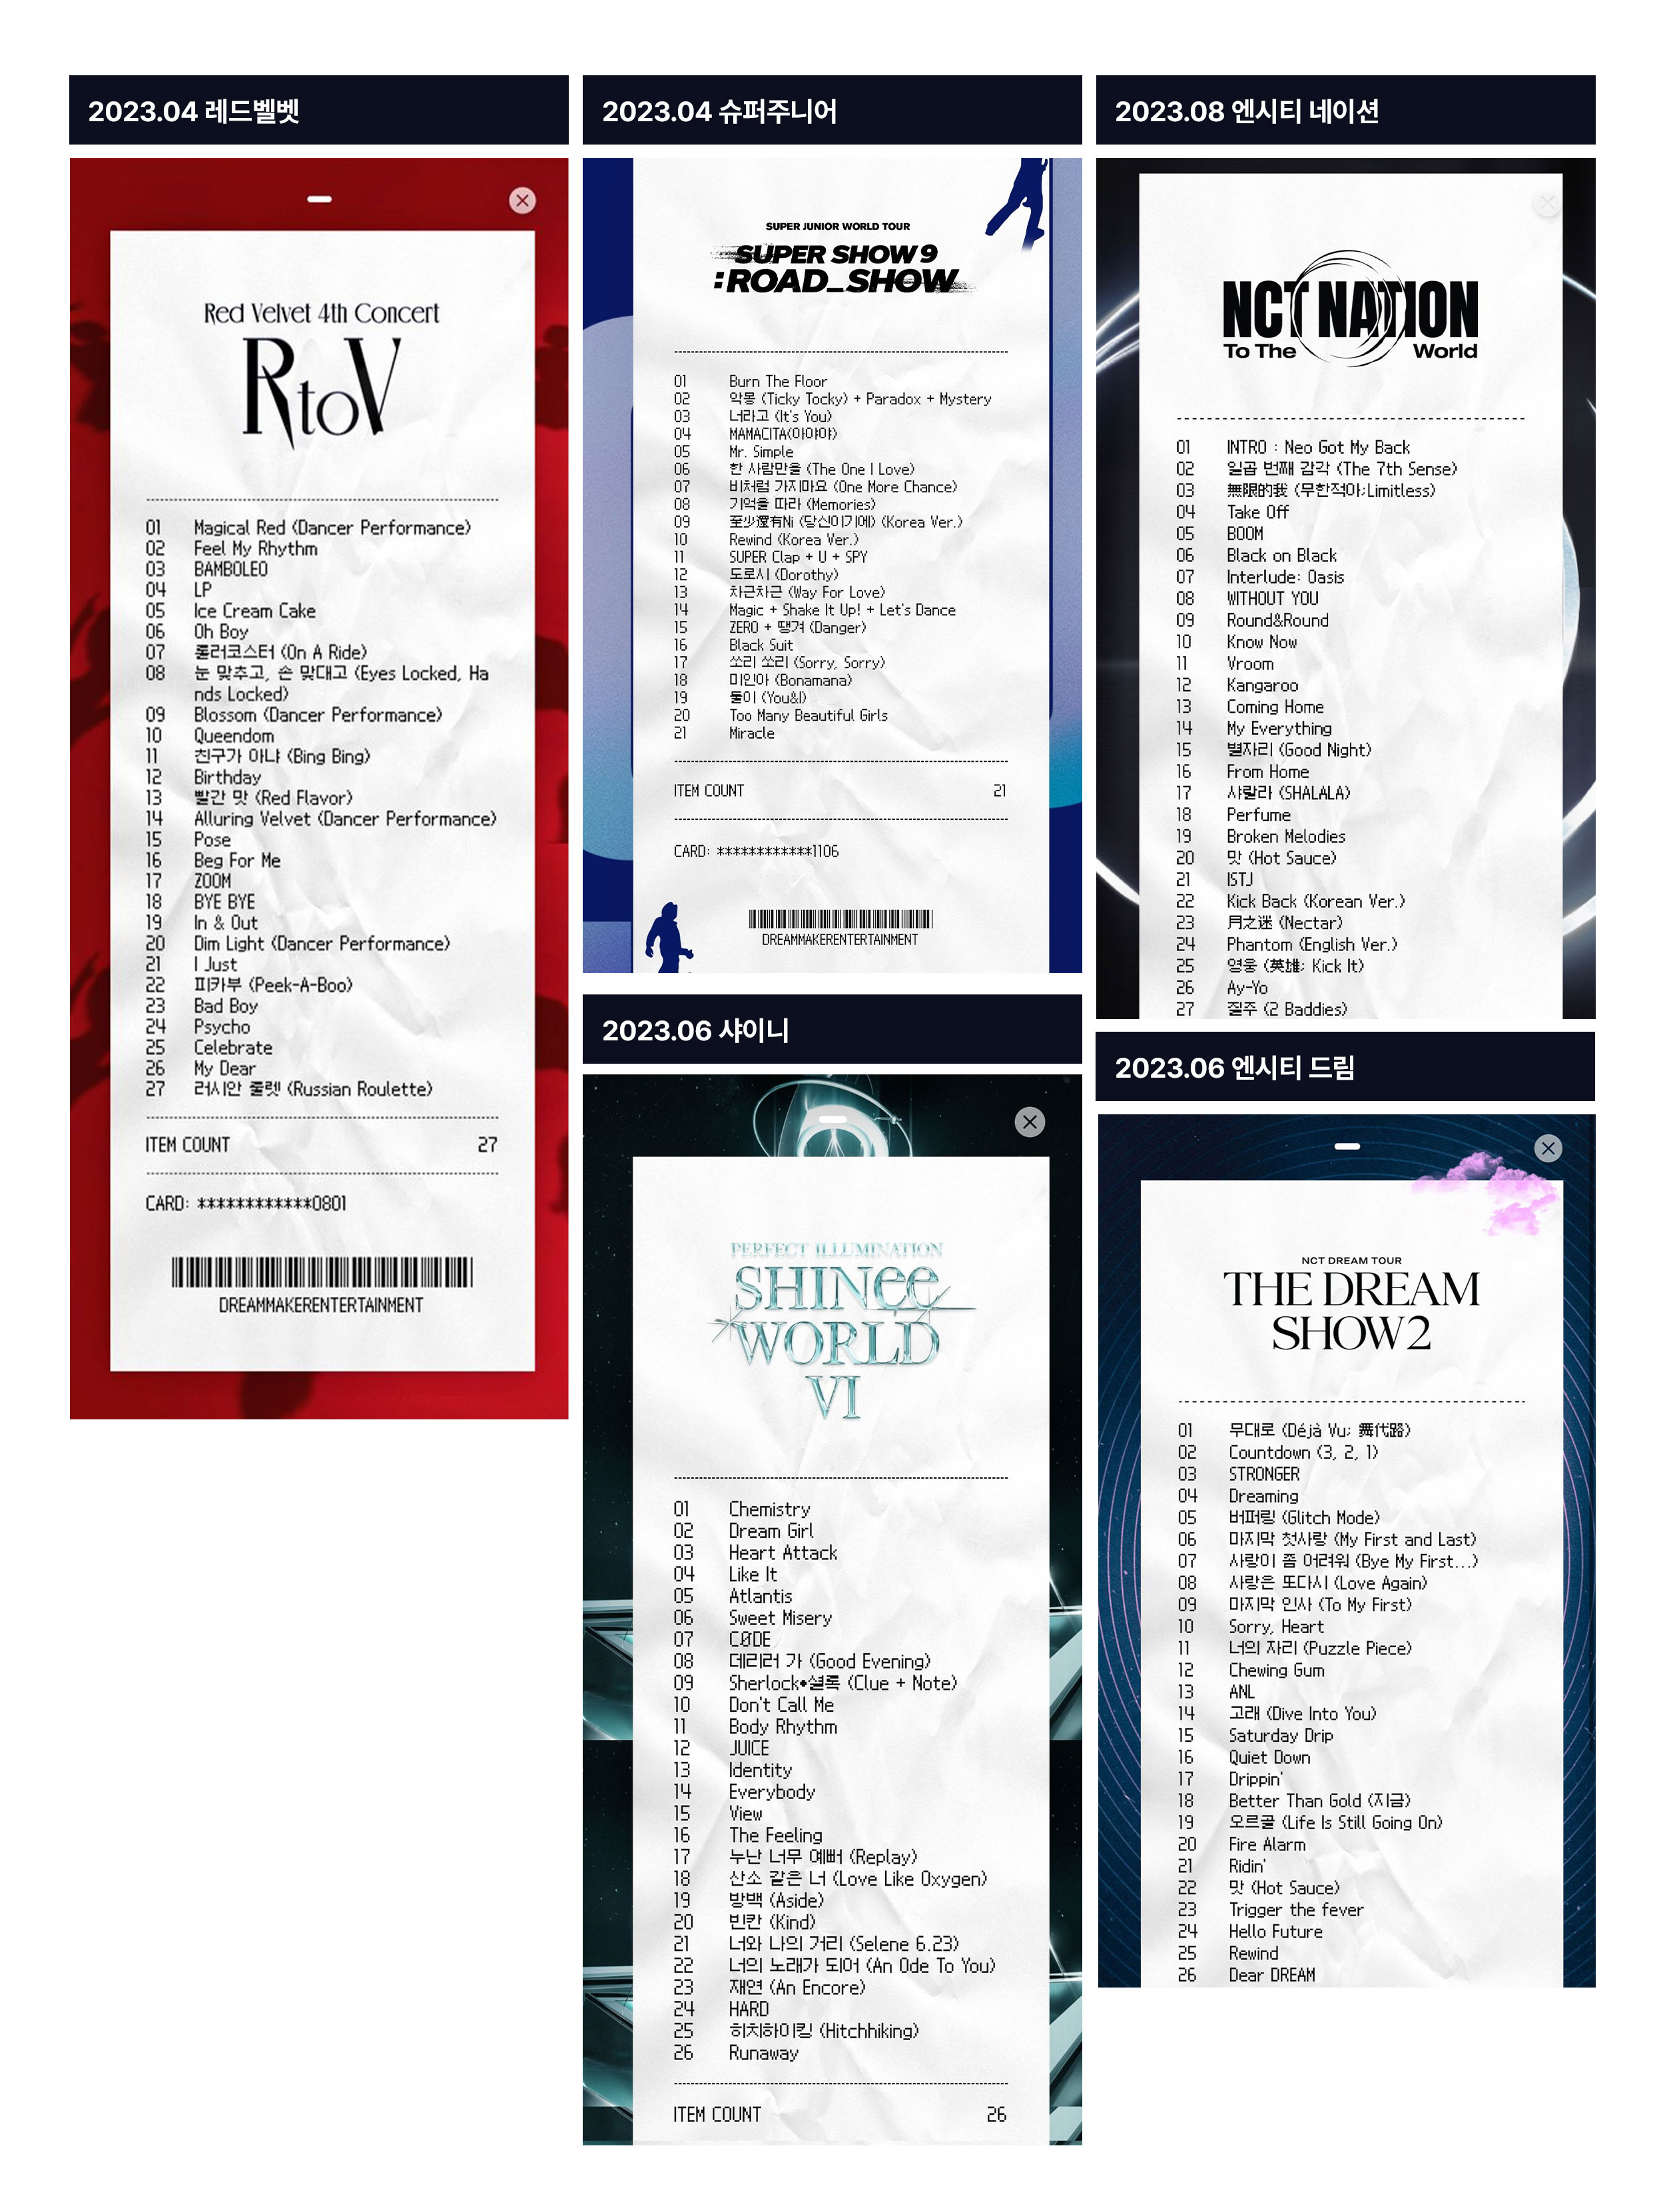 2023.04 레드벨벳
Red Velvet 4th Concert
R to V
01 Magical Red (Dancer Performance)
02 Feel My Rhythm
03 BAMBOLEO
04 LP
05 Ice Cream Cake
06 Oh Boy
07 롤러코스터 (On A Ride)
08 눈 맞추고, 손 맞대고 (Eyes Locked, Ha
nds Locked)
09 Blossom (Dancer Performance)
10 Queendom
11 친구가 아냐 (Bing Bing)
12 Birthday
13 빨간 맛 (Red Flavor)
14 Alluring Velvet (Dancer Performance)
15 Pose
16 Beg For Me
17 ZOOM
18 BYE BYE
19 In & Out
20 Dim Light (Dancer Performance)
21 I Just
22 피카부 (Peek-A-Boo)
23 Bad Boy
24 Psycho
25 Celebrate
26 My Dear
27 러시안 룰렛 (Russian Roulette)
ITEM COUNT 27
CARD: ************0801
DREAMMAKERENTERTAINMENT
2023.04 슈퍼주니어
SUPER JUNIOR WORLD TOUR
SUPER SHOW 9
:ROAD_SHOW
01 Burn The Floor
02 악몽 (Ticky Tocky) + Paradox + Mystery
03 너라고 (It's You)
04 MAMACITA(아야야)
05 Mr. Simple
06 한 사람만을 (The One I Love)
07 비처럼 가지마요 (One More Chance)
08 기억을 따라 (Memories)
09 至少還有Ni (당신이기에) (Korea Ver.)
10 Rewind (Korea Ver.)
11 SUPER Clap + U + SPY
12 도로시 (Dorothy)
13 차근차근 (Way For Love)
14 Magic + Shake It Up! + Let's Dance
15 ZERO + 땡겨 (Danger)
16 Black Suit
17 쏘리 쏘리 (Sorry, Sorry)
18 미인아 (Bonamana)
19 둘이 (You&I)
20 Too Many Beautiful Girls
21 Miracle
ITEM COUNT 21
CARD: ************1106
DREAMMAKERENTERTAINMENT
2023.06 샤이니
PERFECT ILLUMINATION
SHINee
WORLD
VI
01 Chemistry
02 Dream Girl
03 Heart Attack
04 Like It
05 Atlantis
06 Sweet Misery
07 CØDE
08 데리러 가 (Good Evening)
09 Sherlock•셜록 (Clue + Note)
10 Don't Call Me
11 Body Rhythm
12 JUICE
13 Identity
14 Everybody
15 View
16 The Feeling
17 누난 너무 예뻐 (Replay)
18 산소 같은 너 (Love Like Oxygen)
19 방백 (Aside)
20 빈칸 (Kind)
21 너와 나의 거리 (Selene 6.23)
22 너의 노래가 되어 (An Ode To You)
23 재연 (An Encore)
24 HARD
25 히치하이킹 (Hitchhiking)
26 Runaway
ITEM COUNT 26
2023.08 엔시티 네이션
NCT NATION
To The World
01 INTRO : Neo Got My Back
02 일곱 번째 감각 (The 7th Sense)
03 無限的我 (무한적아;Limitless)
04 Take Off
05 BOOM
06 Black on Black
07 Interlude: Oasis
08 WITHOUT YOU
09 Round&Round
10 Know Now
11 Vroom
12 Kangaroo
13 Coming Home
14 My Everything
15 별자리 (Good Night)
16 From Home
17 샤랄라 (SHALALA)
18 Perfume
19 Broken Melodies
20 맛 (Hot Sauce)
21 ISTJ
22 Kick Back (Korean Ver.)
23 月之迷 (Nectar)
24 Phantom (English Ver.)
25 영웅 (英雄; Kick It)
26 Ay-Yo
27 질주 (2 Baddies)
2023.06 엔시티 드림
NCT DREAM TOUR
THE DREAM
SHOW2
01 무대로 (Déjà Vu; 舞代路)
02 Countdown (3, 2, 1)
03 STRONGER
04 Dreaming
05 버퍼링 (Glitch Mode)
06 마지막 첫사랑 (My First and Last)
07 사랑이 좀 어려워 (Bye My First...)
08 사랑은 또다시 (Love Again)
09 마지막 인사 (To My First)
10 Sorry, Heart
11 너의 자리 (Puzzle Piece)
12 Chewing Gum
13 ANL
14 고래 (Dive Into You)
15 Saturday Drip
16 Quiet Down
17 Drippin'
18 Better Than Gold (지금)
19 오르골 (Life Is Still Going On)
20 Fire Alarm
21 Ridin'
22 맛 (Hot Sauce)
23 Trigger the fever
24 Hello Future
25 Rewind
26 Dear DREAM